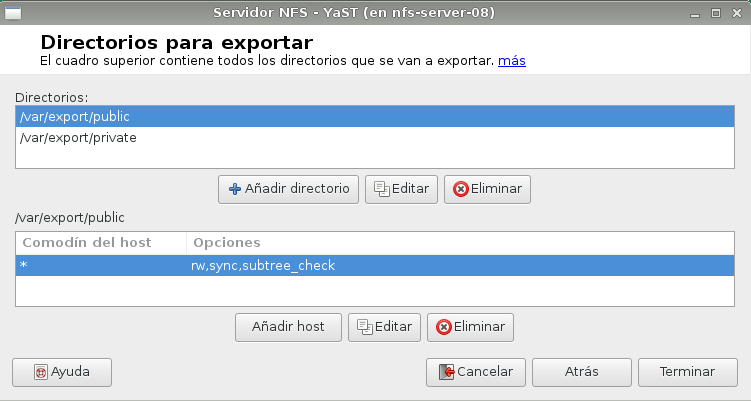 Servidor NFS - YaST (en nfs-server-08)
Directorios para exportar
El cuadro superior contiene todos los directorios que se van a exportar. más
Directorios:
/var/export/public
/var/export/private
Añadir directorio Editar Eliminar
/var/export/public
Comodín del host Opciones
* rw,sync,subtree_check
Añadir host Editar Eliminar
Ayuda Cancelar Atrás Terminar